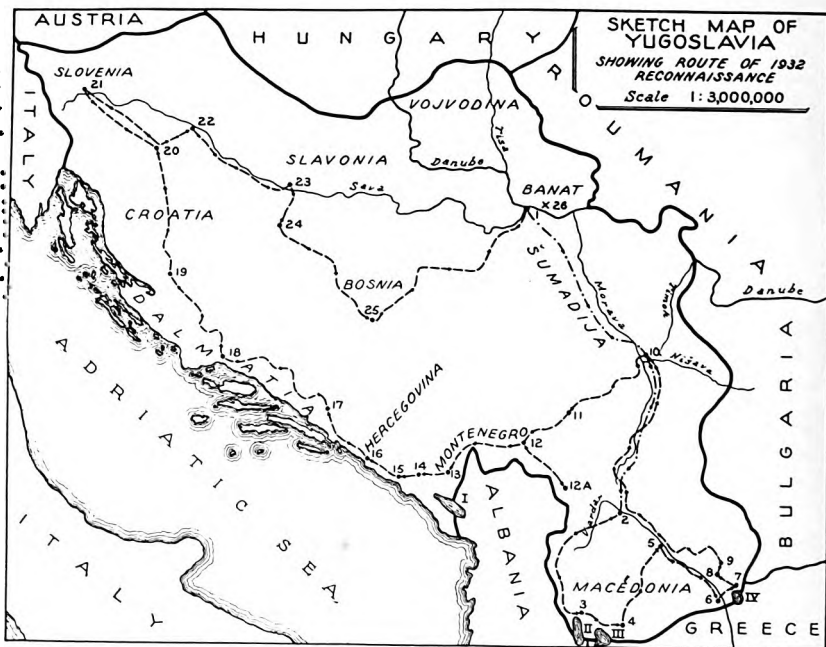 SKETCH MAP OF
YUGOSLAVIA
SHOWING ROUTE OF 1932
RECONNAISSANCE
Scale 1:3,000,000
AUSTRIA
HUNGARY
ROUMANIA
ITALY
SLOVENIA
21
22
20
VOJVODINA
Tisa
Danube
SLAVONIA
23
Sava
BANAT
x 26
1
CROATIA
24
BOSNIA
25
ŠUMADIJA
Morava
Timok
Danube
19
DALMATIA
18
10
Nišava
BULGARIA
ADRIATIC SEA
17
HERCEGOVINA
16
15
14
13
MONTENEGRO
12
11
12A
I
ALBANIA
Vardar
2
5
9
8
7
6
IV
MACEDONIA
3
4
II
III
GREECE
ITALY